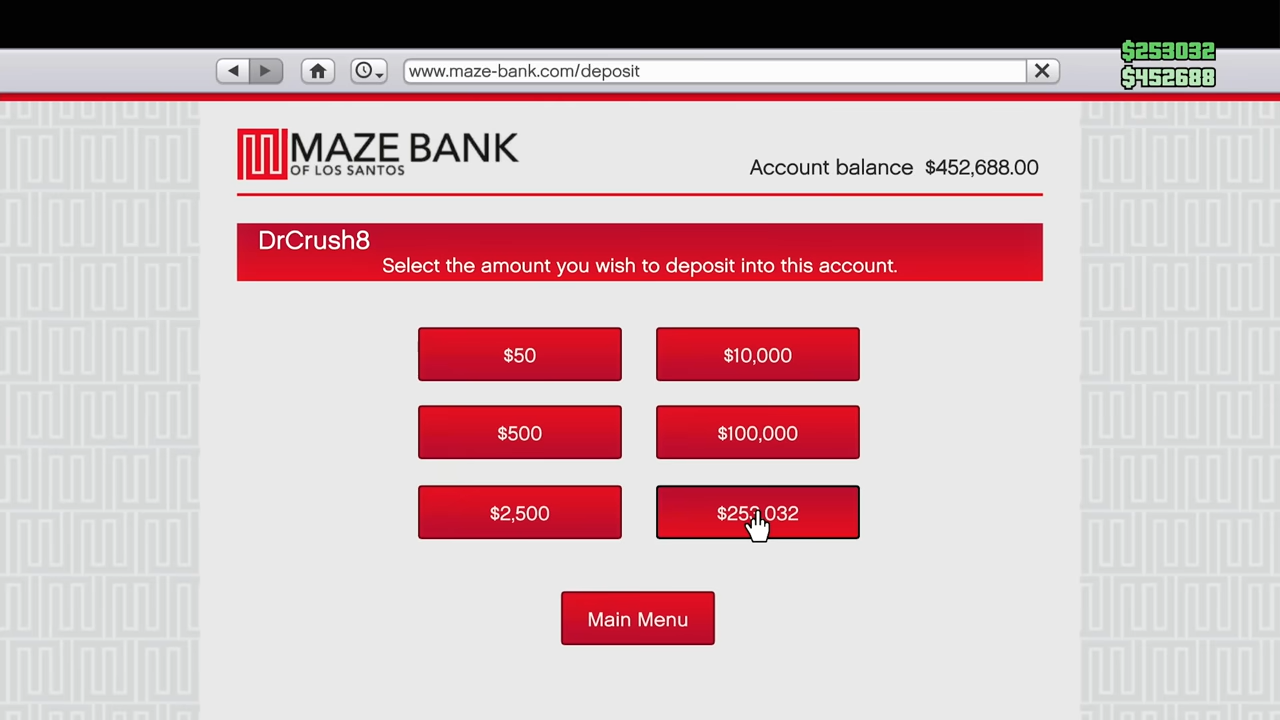 $253032
www.maze-bank.com/deposit
$452688
MAZE BANK
OF LOS SANTOS
Account balance $452,688.00
DrCrush8
Select the amount you wish to deposit into this account.
$50
$10,000
$500
$100,000
$2,500
$253,032
Main Menu